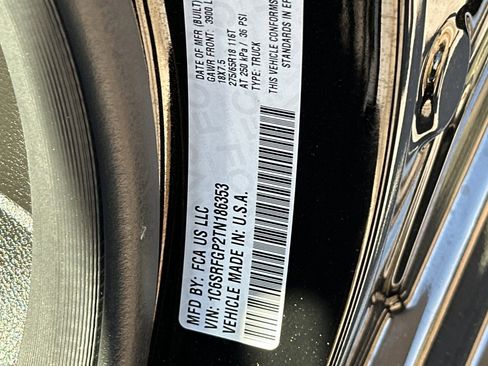 DATE OF MFR (BUILT)
GAWR FRONT: 3900 L
18X7.5
275/65R18 116T
AT 250 kPa / 36 PSI
TYPE: TRUCK
THIS VEHICLE CONFORMS
STANDARDS IN EF
MFD BY: FCA US LLC
VIN: 1C6SRFGP2TN186353
VEHICLE MADE IN: U.S.A.